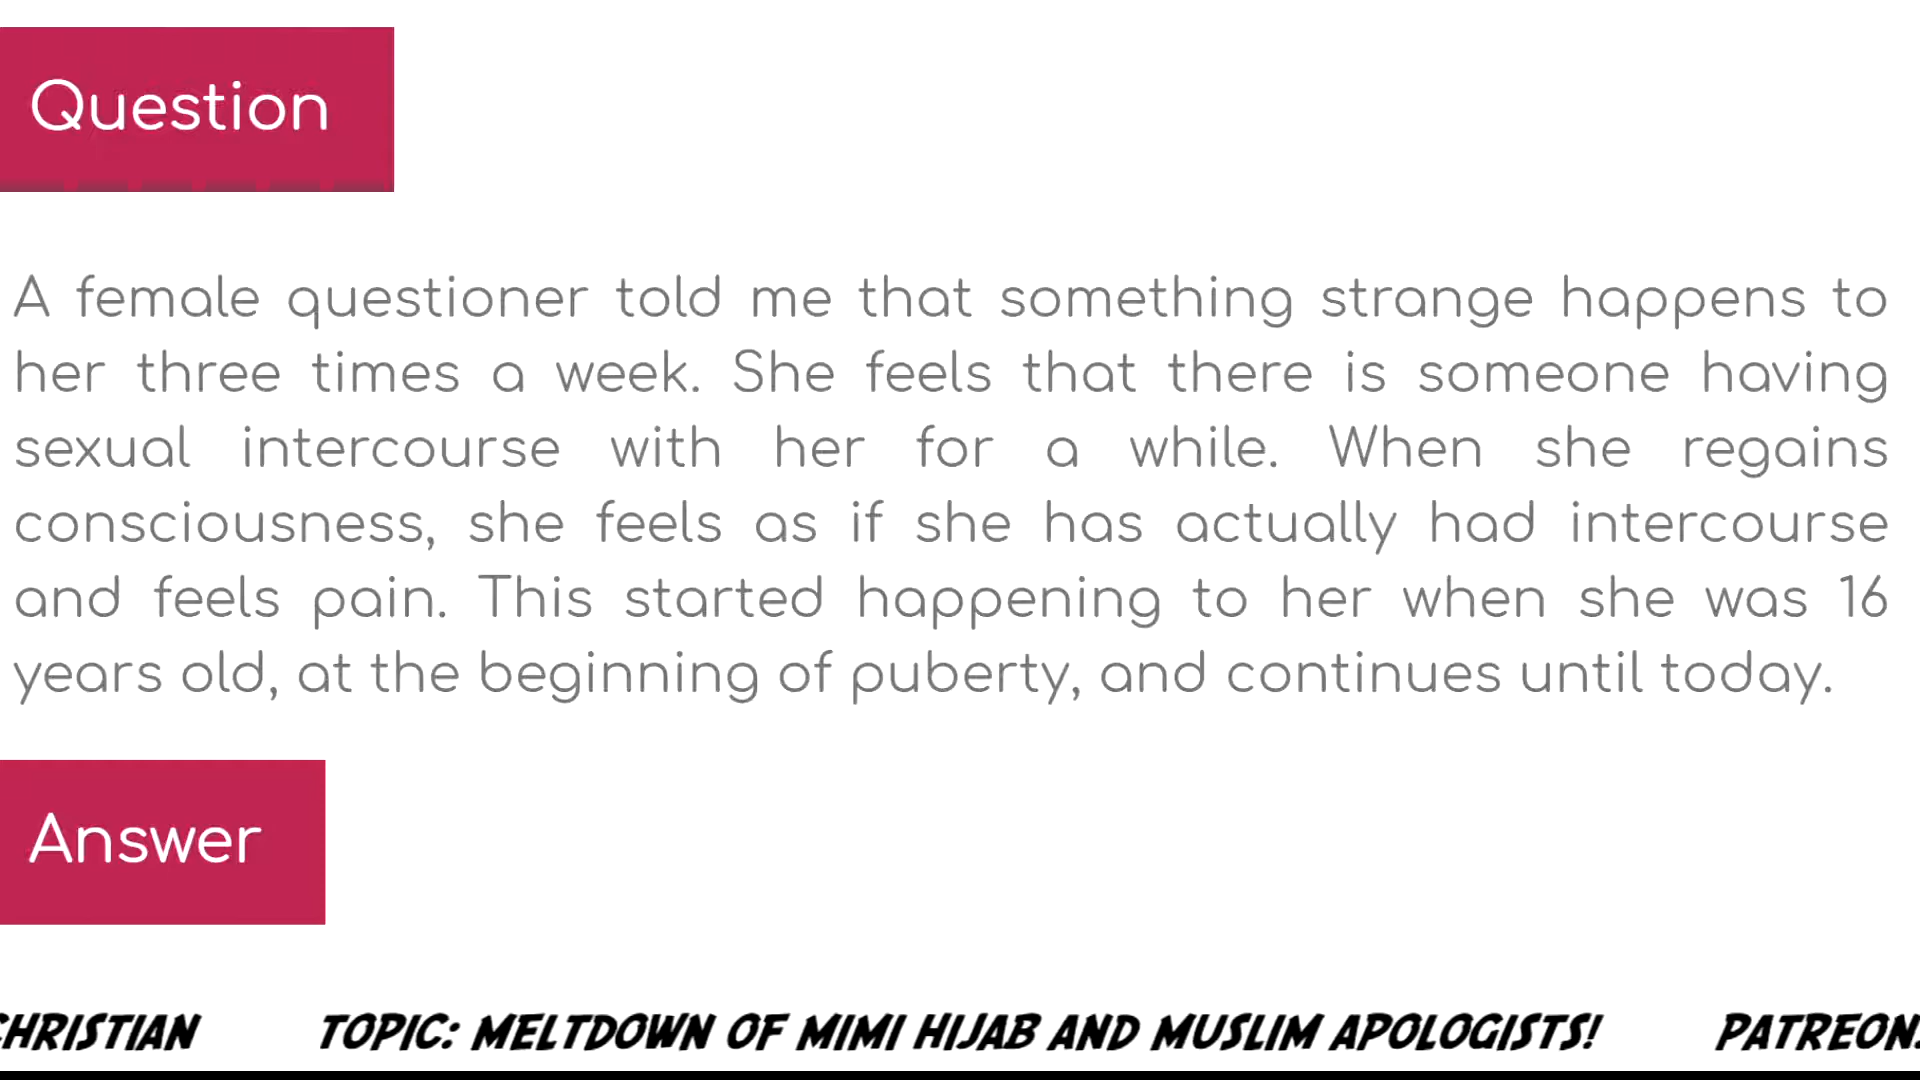 Question
A female questioner told me that something strange happens to
her three times a week. She feels that there is someone having
sexual intercourse with her for a while. When she regains
consciousness, she feels as if she has actually had intercourse
and feels pain. This started happening to her when she was 16
years old, at the beginning of puberty, and continues until today.
Answer
CHRISTIAN TOPIC: MELTDOWN OF MIMI HIJAB AND MUSLIM APOLOGISTS! PATREON: